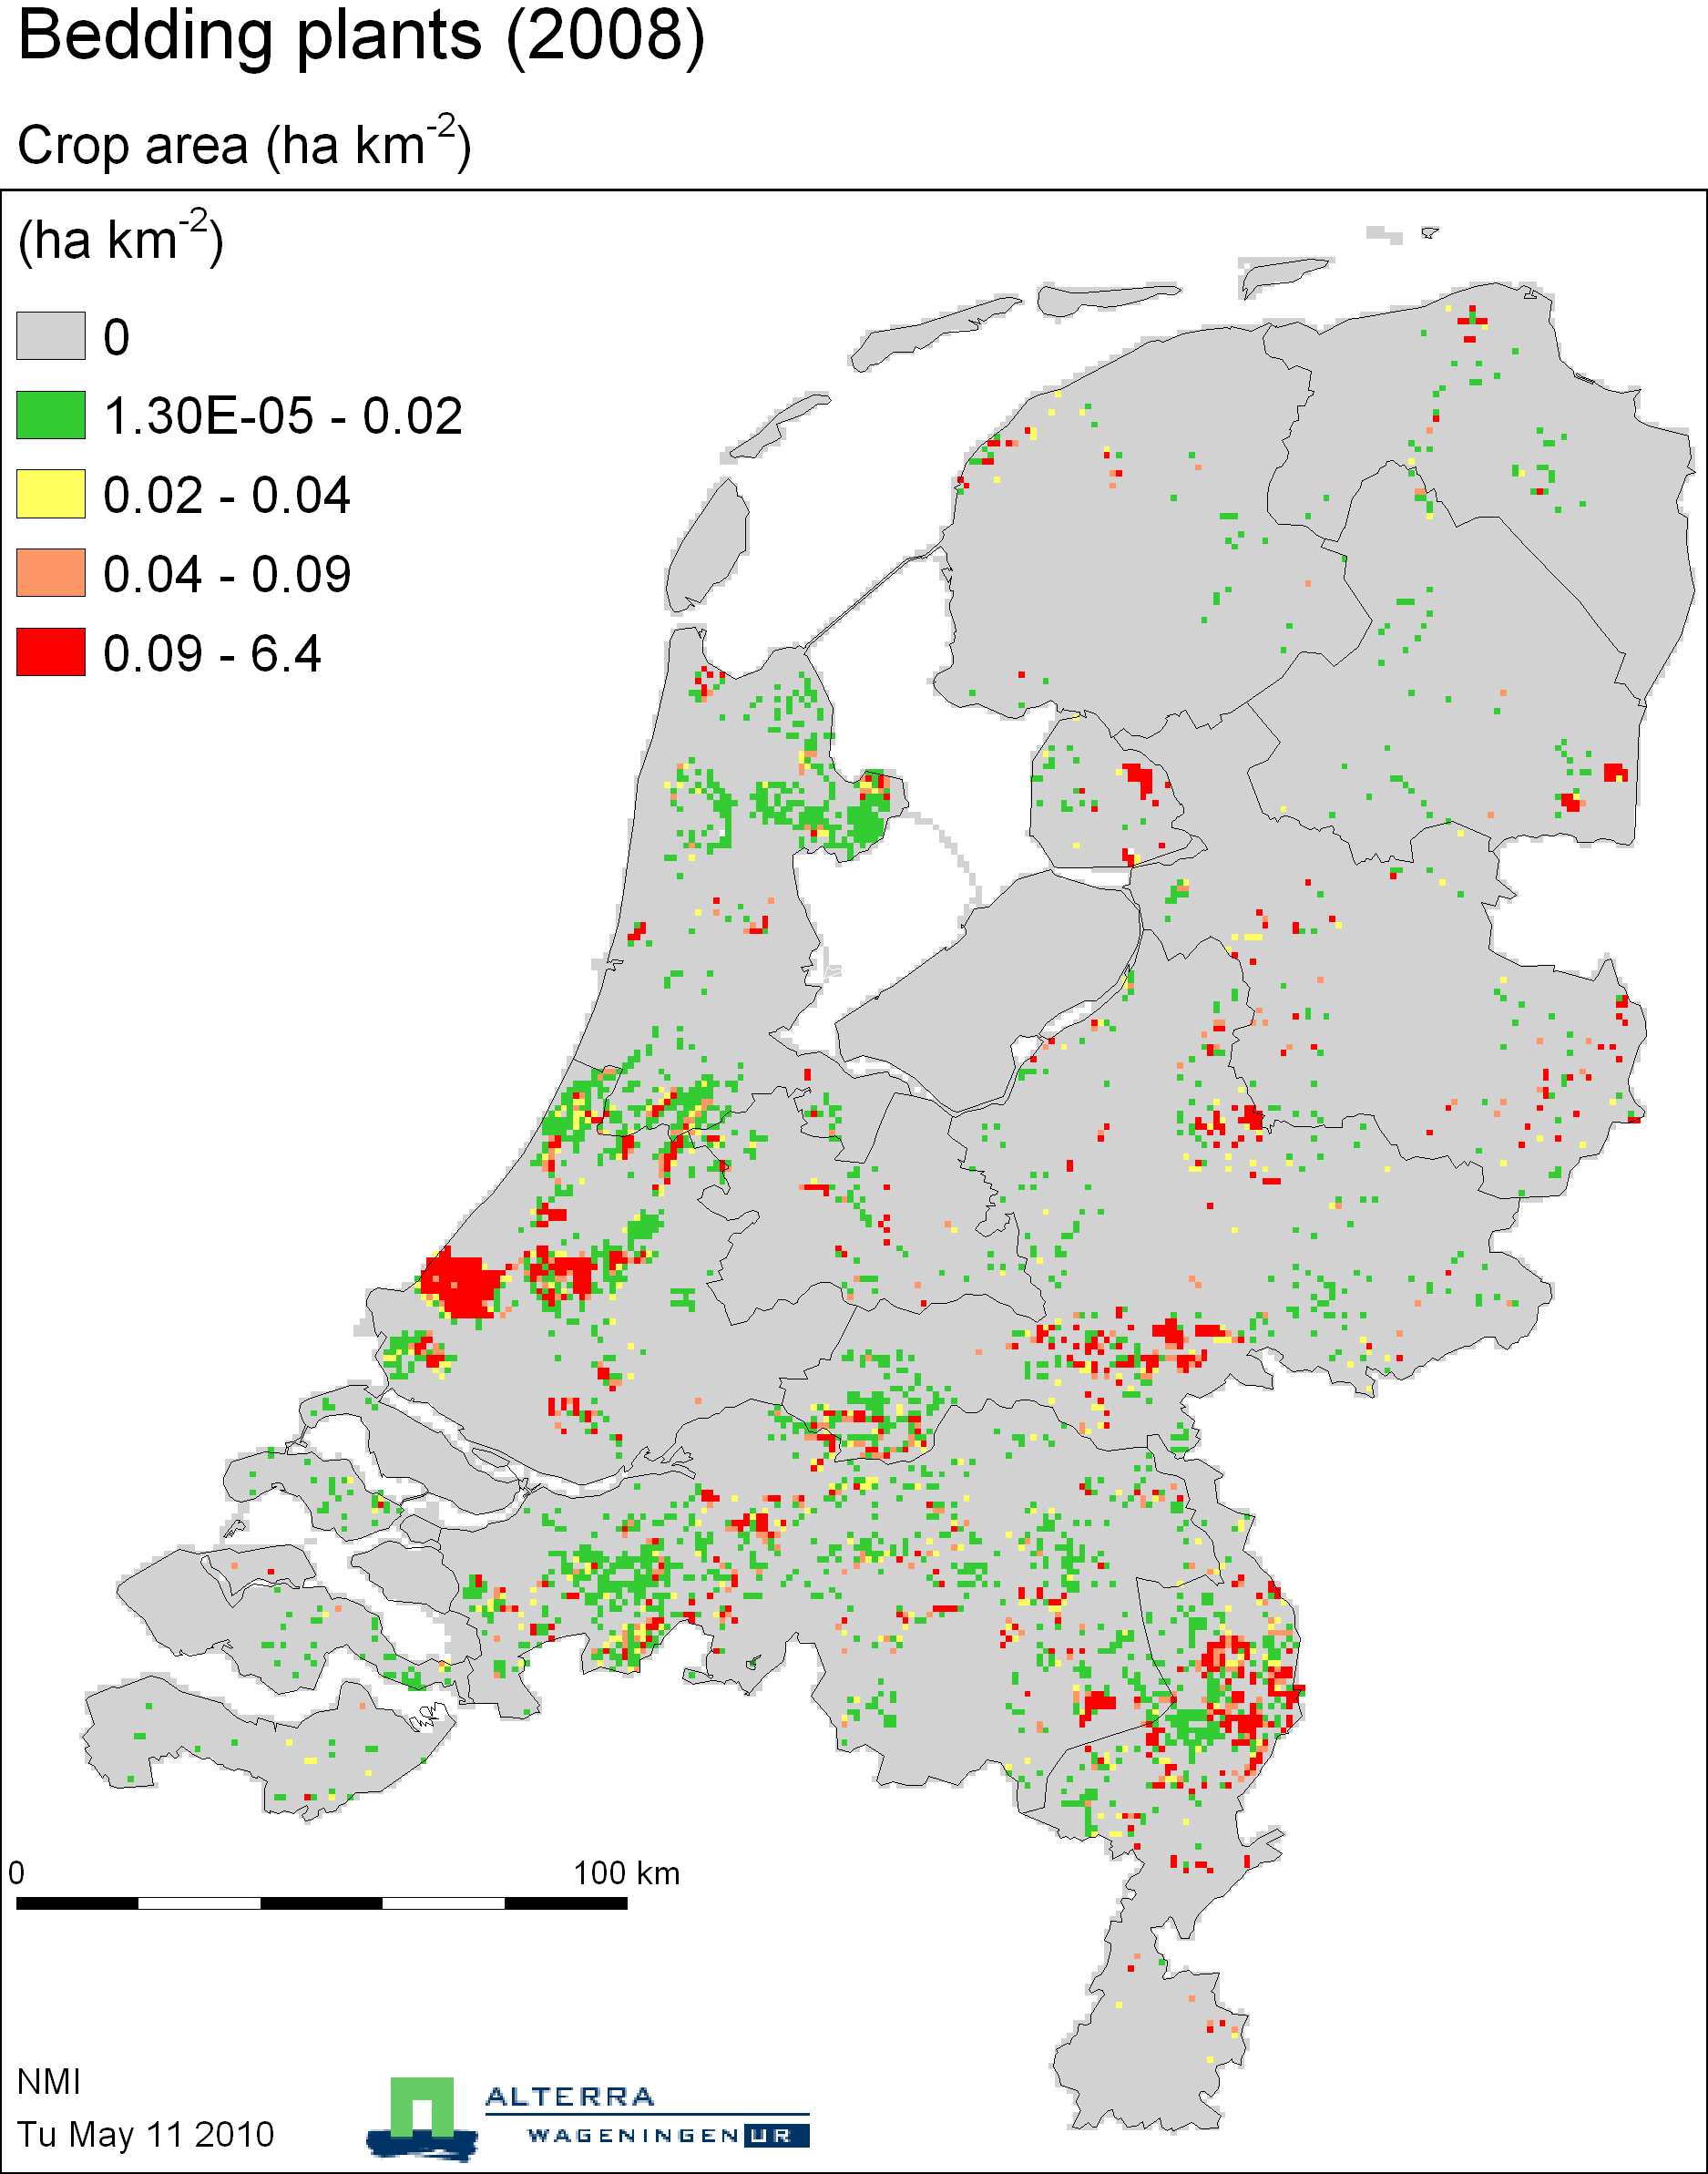 Bedding plants (2008)
Crop area (ha km-2)
(ha km-2)
0
1.30E-05 - 0.02
0.02 - 0.04
0.04 - 0.09
0.09 - 6.4
0 100 km
NMI
Tu May 11 2010
ALTERRA
WAGENINGEN UR